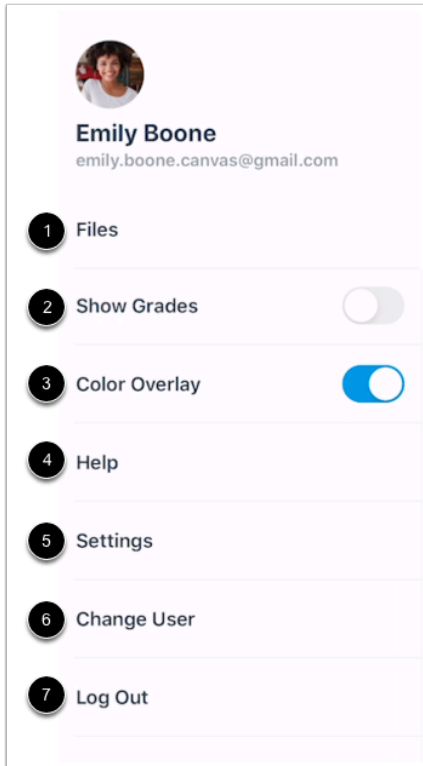 Emily Boone
emily.boone.canvas@gmail.com
1 Files
2 Show Grades
3 Color Overlay
4 Help
5 Settings
6 Change User
7 Log Out